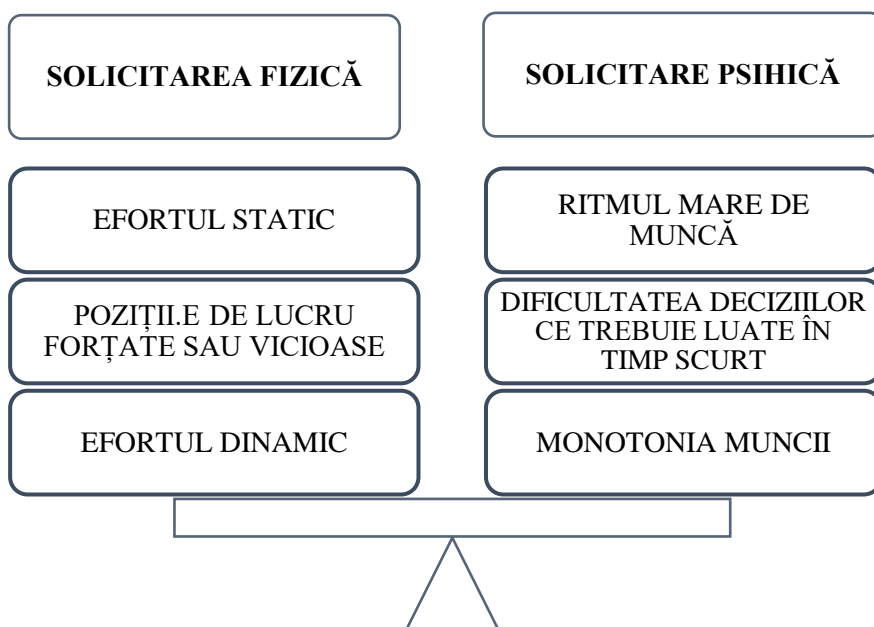 SOLICITAREA FIZICĂ
EFORTUL STATIC
POZIȚII.E DE LUCRU
FORȚATE SAU VICIOASE
EFORTUL DINAMIC
SOLICITARE PSIHICĂ
RITMUL MARE DE
MUNCĂ
DIFICULTATEA DECIZIILOR
CE TREBUIE LUATE ÎN
TIMP SCURT
MONOTONIA MUNCII